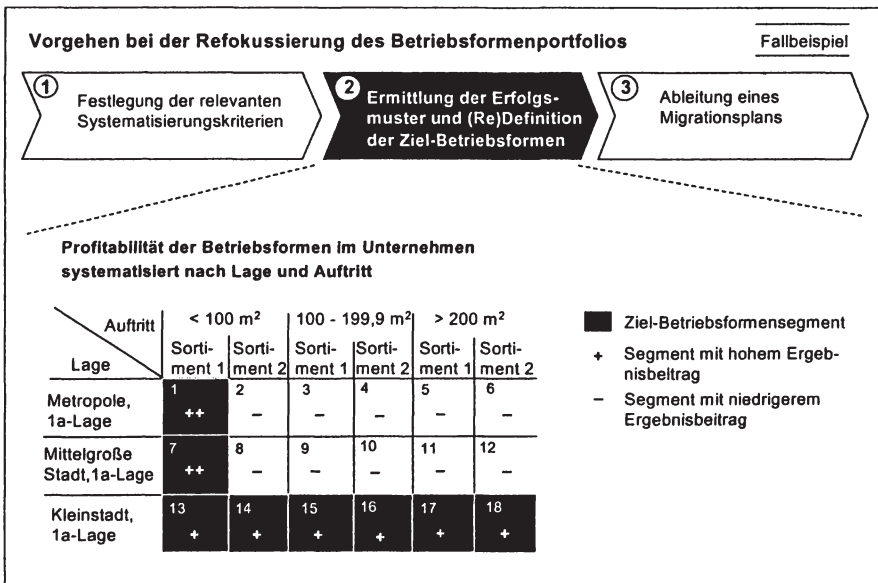 Vorgehen bei der Refokussierung des Betriebsformenportfolios
Fallbeispiel
1
Festlegung der relevanten
Systematisierungskriterien
2
Ermittlung der Erfolgs-
muster und (Re)Definition
der Ziel-Betriebsformen
3
Ableitung eines
Migrationsplans
Profitabilität der Betriebsformen im Unternehmen
systematisiert nach Lage und Auftritt
Auftritt
Lage
< 100 m² 100 - 199,9 m² > 200 m²
Sorti- Sorti- Sorti- Sorti- Sorti- Sorti-
ment 1 ment 2 ment 1 ment 2 ment 1 ment 2
Metropole,
1a-Lage
1 2 3 4 5 6
++ – – – – –
Mittelgroße
Stadt,1a-Lage
7 8 9 10 11 12
++ – – – – –
Kleinstadt,
1a-Lage
13 14 15 16 17 18
+ + + + + +
Ziel-Betriebsformensegment
+ Segment mit hohem Ergeb-
nisbeitrag
– Segment mit niedrigerem
Ergebnisbeitrag